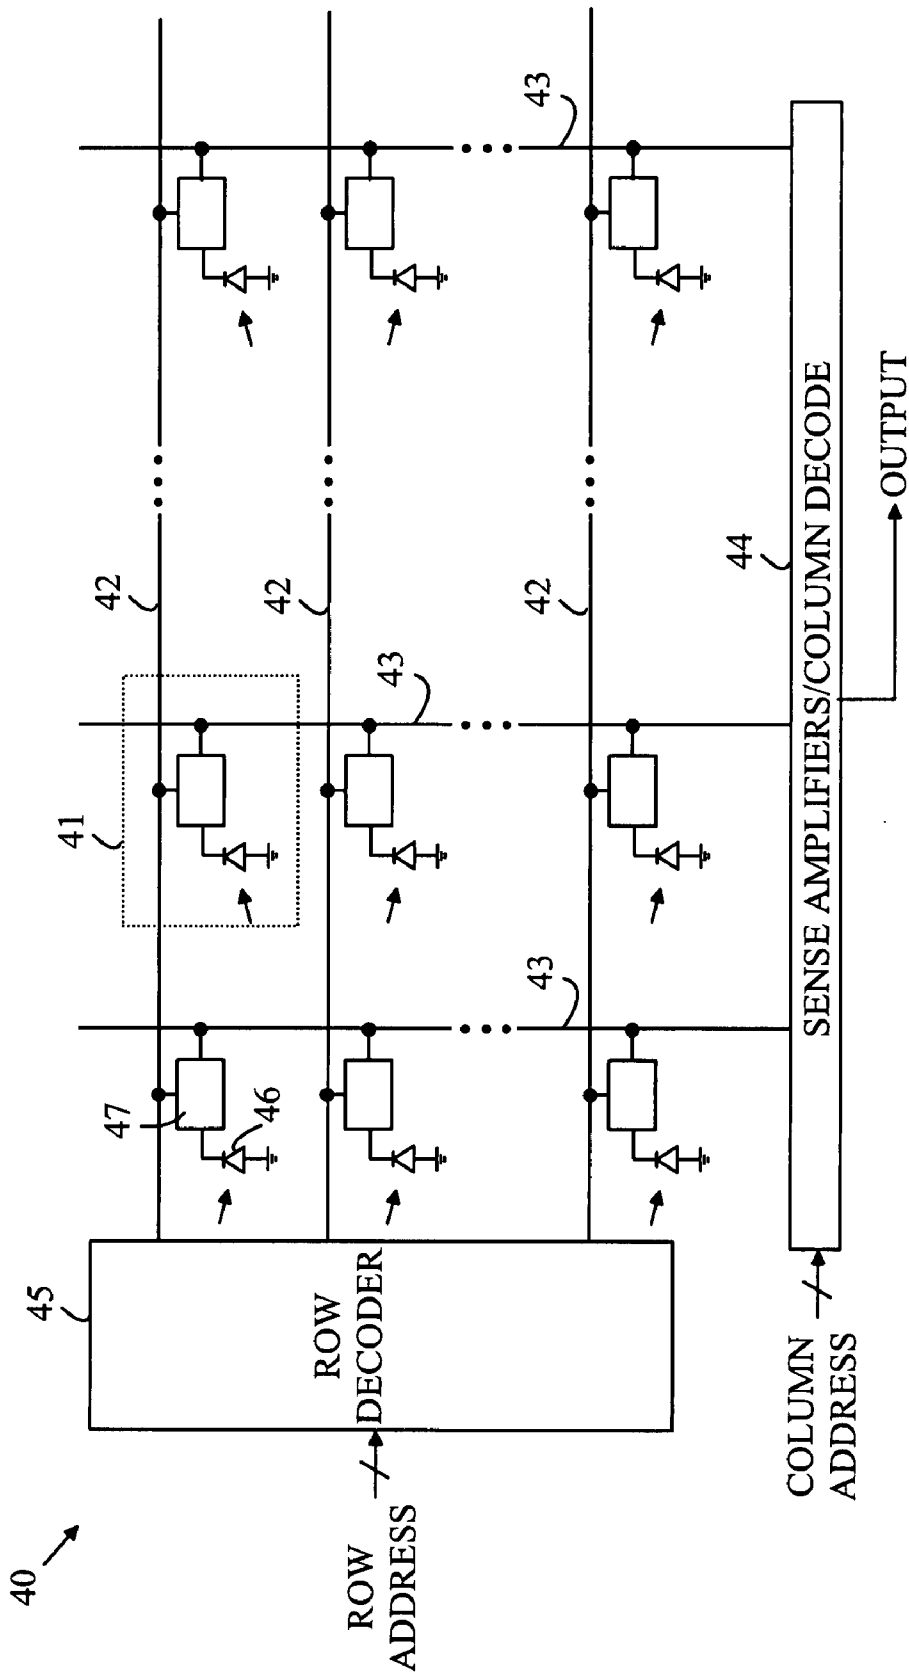 40
45
41
42
47
46
42
ROW
DECODER
ROW
ADDRESS
43
43
42
43
44
COLUMN
ADDRESS
SENSE AMPLIFIERS/COLUMN DECODE
OUTPUT